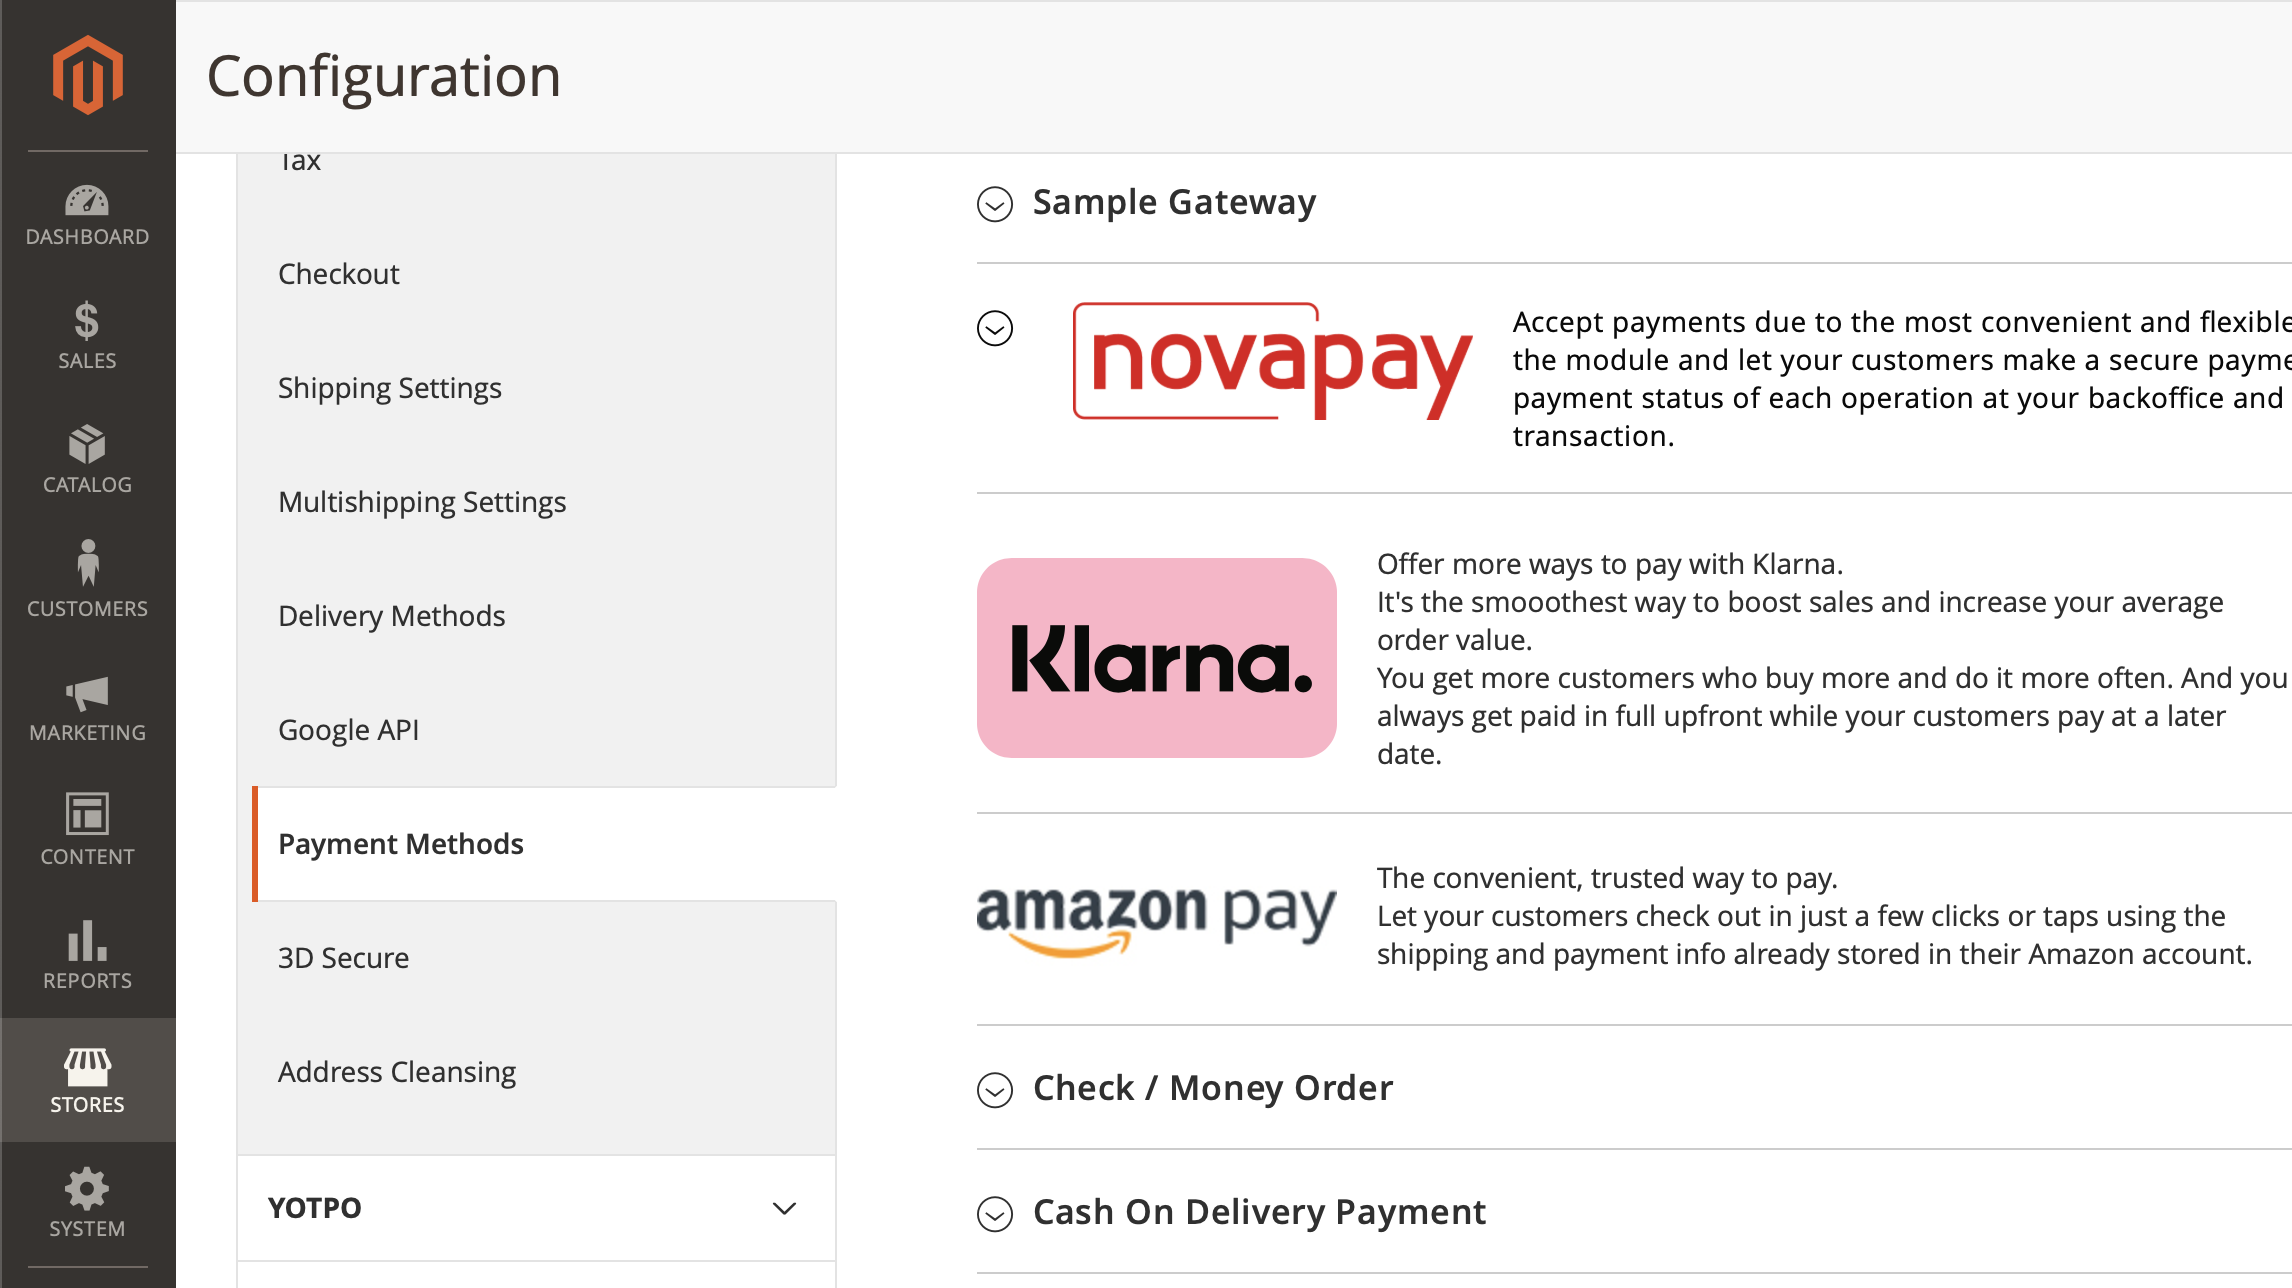 Configuration
DASHBOARD
SALES
CATALOG
CUSTOMERS
MARKETING
CONTENT
REPORTS
STORES
SYSTEM
Tax
Checkout
Shipping Settings
Multishipping Settings
Delivery Methods
Google API
Payment Methods
3D Secure
Address Cleansing
YOTPO
Sample Gateway
novapay
Accept payments due to the most convenient and flexible
the module and let your customers make a secure payme
payment status of each operation at your backoffice and
transaction.
Klarna.
Offer more ways to pay with Klarna.
It's the smooothest way to boost sales and increase your average
order value.
You get more customers who buy more and do it more often. And you
always get paid in full upfront while your customers pay at a later
date.
amazon pay
The convenient, trusted way to pay.
Let your customers check out in just a few clicks or taps using the
shipping and payment info already stored in their Amazon account.
Check / Money Order
Cash On Delivery Payment